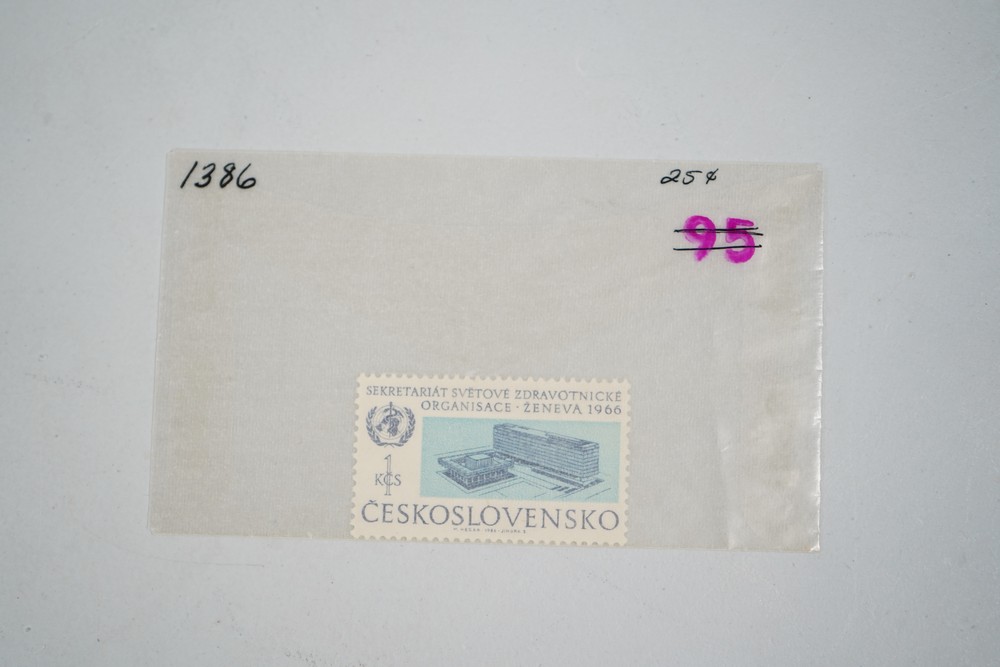 1386
25¢
95
SEKRETARIÁT SVĚTOVÉ ZDRAVOTNICKÉ
ORGANISACE · ŽENEVA 1966
1
KČS
ČESKOSLOVENSKO